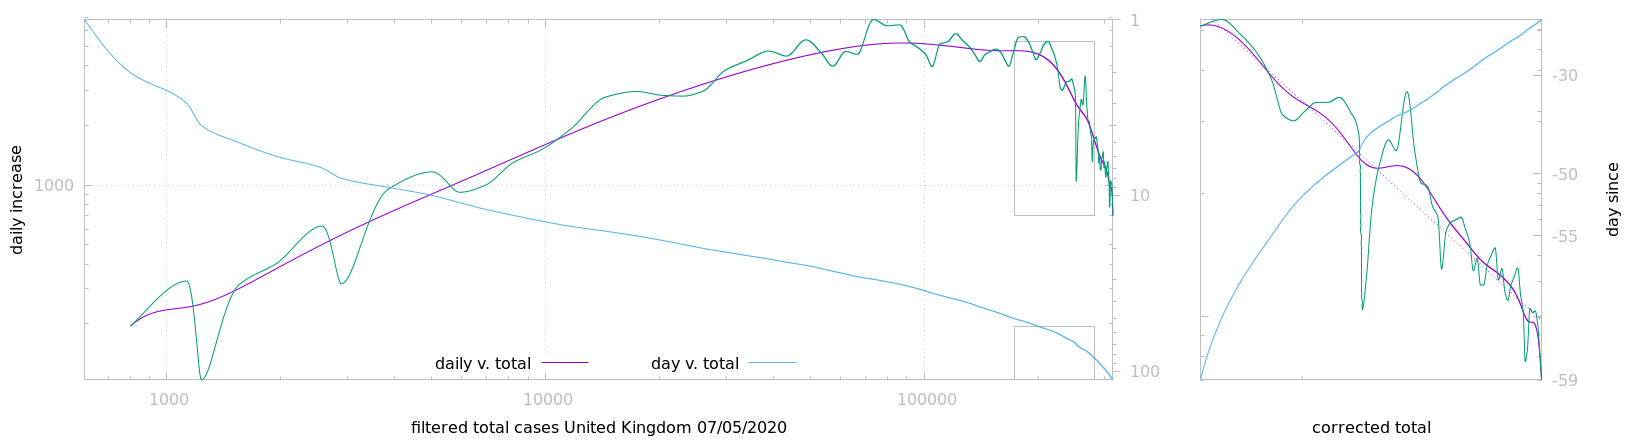 1
-30
1000
10
-50
daily increase
day since
-55
daily v. total
day v. total
100
-59
1000
10000
100000
filtered total cases United Kingdom 07/05/2020
corrected total